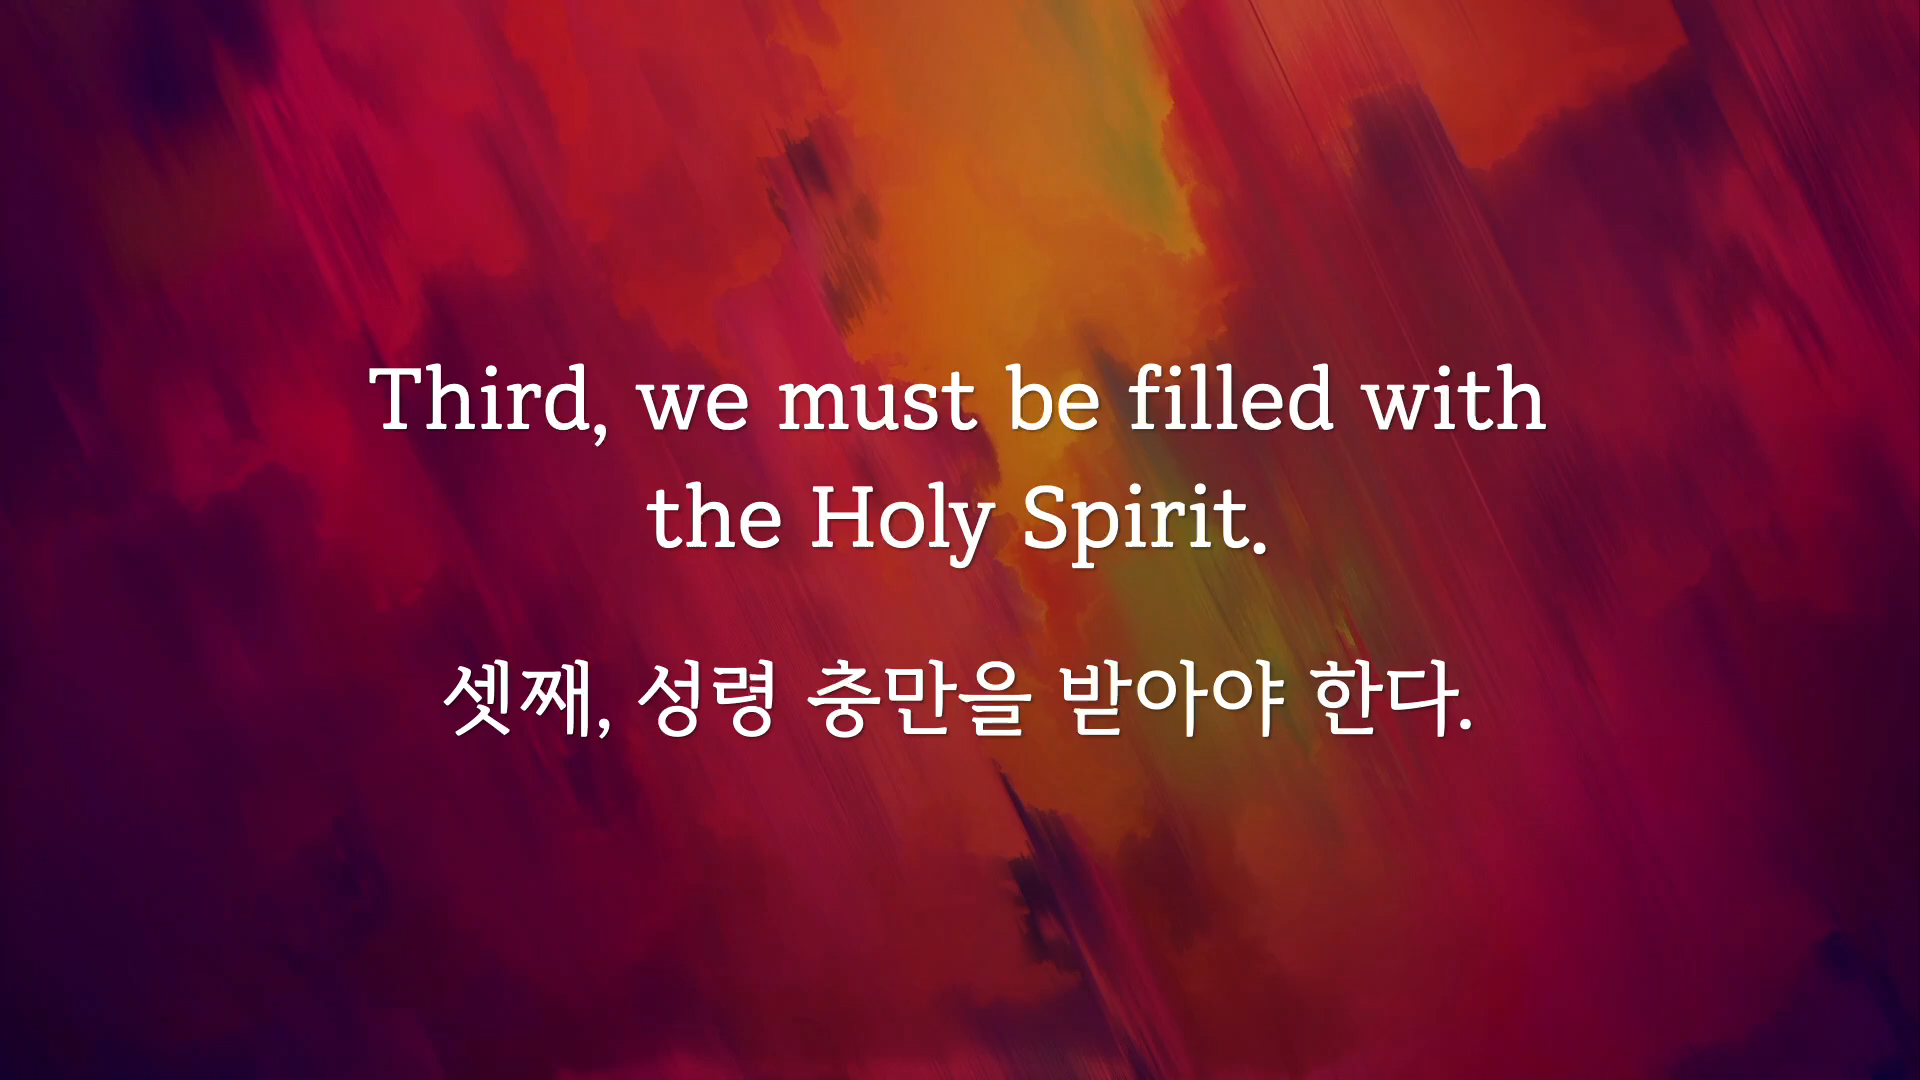 Third, we must be filled with
the Holy Spirit.
셋째, 성령 충만을 받아야 한다.